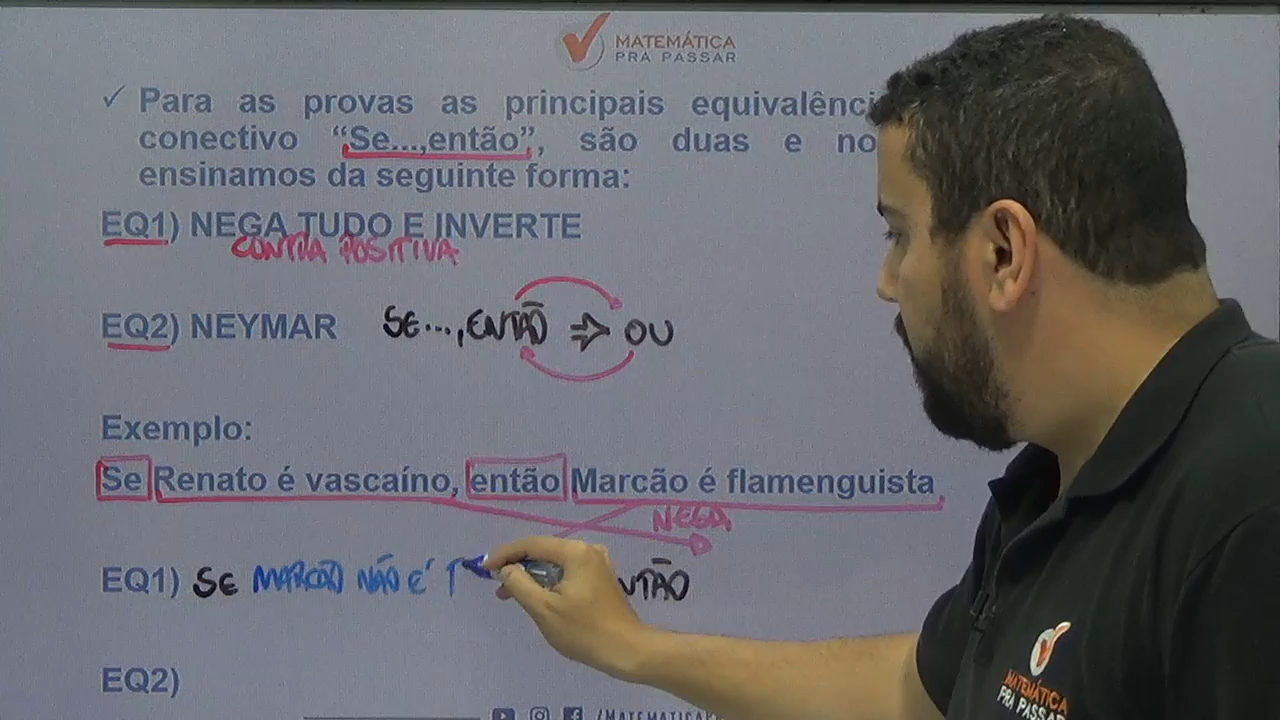 MATEMÁTICA
PRA PASSAR
✓ Para as provas as principais
conectivo “Se...,então”, são duas e
ensinamos da seguinte forma:
EQ1) NEGA TUDO E INVERTE
CONTRA POSITIVA
EQ2) NEYMAR SE...,ENTÃO ⇒ OU
Exemplo:
Se Renato é vascaíno, então Marcão é flamenguista
NEGA
EQ1) SE MARCÃO NÃO É
EQ2)
MATEMÁTICA
PRA PASSAR